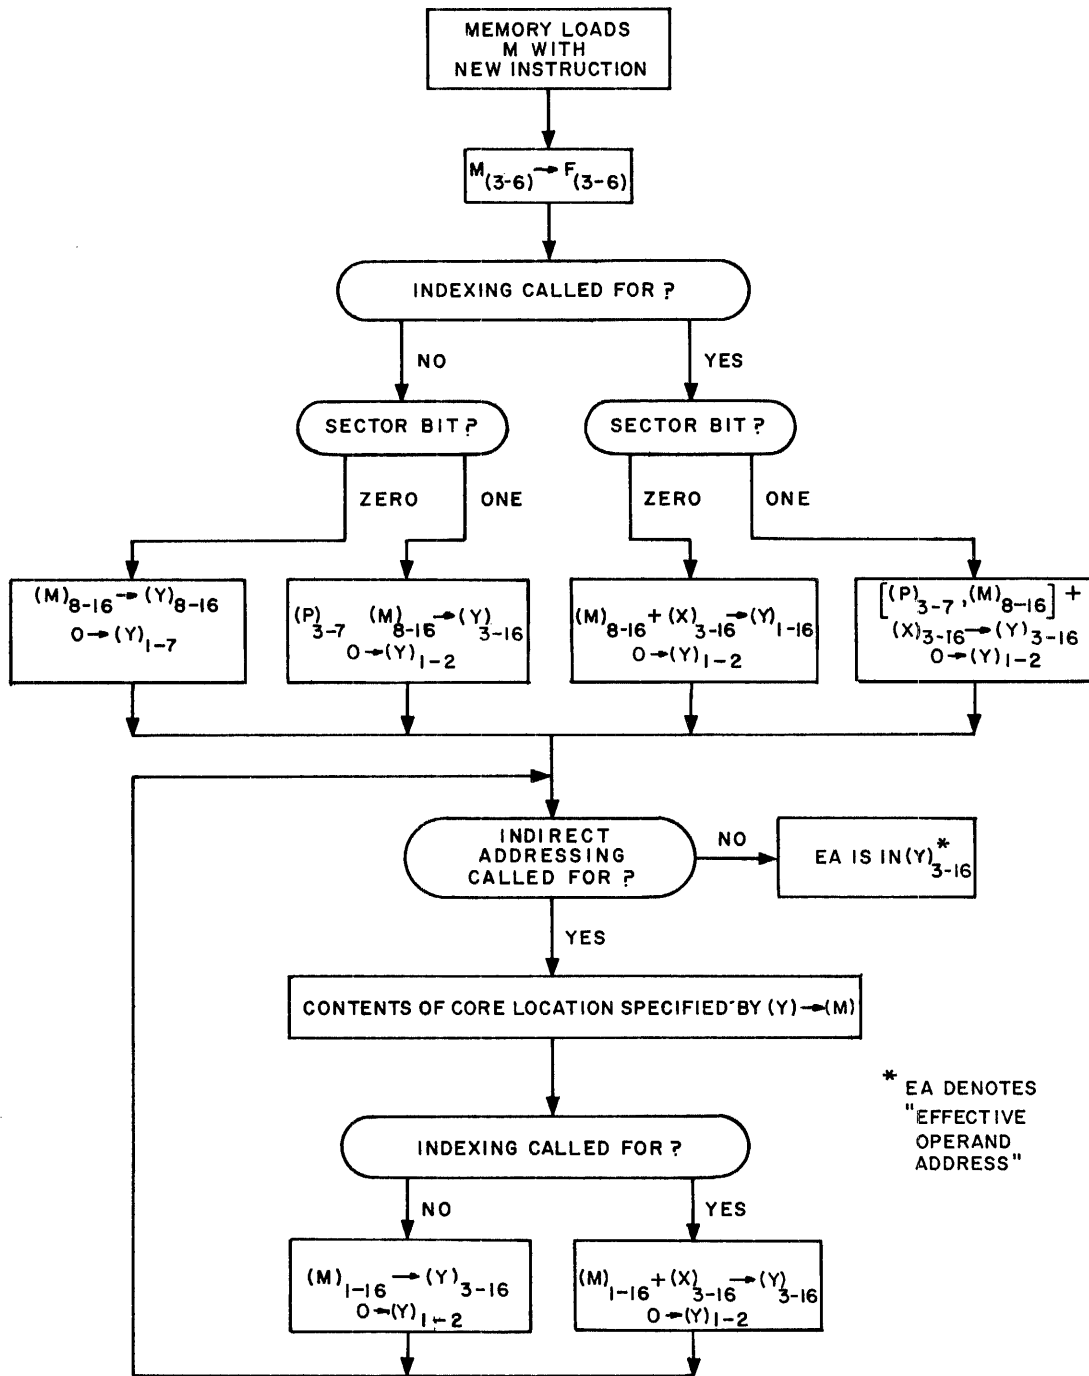 MEMORY LOADS
M WITH
NEW INSTRUCTION
M(3-6) → F(3-6)
INDEXING CALLED FOR ?
NO
YES
SECTOR BIT ?
SECTOR BIT ?
ZERO
ONE
ZERO
ONE
(M)8-16 → (Y)8-16
0 → (Y)1-7
(P)3-7 (M)8-16 → (Y)3-16
0 → (Y)1-2
(M)8-16 + (X)3-16 → (Y)1-16
0 → (Y)1-2
[(P)3-7, (M)8-16] +
(X)3-16 → (Y)3-16
0 → (Y)1-2
INDIRECT
ADDRESSING
CALLED FOR ?
NO
EA IS IN (Y)3-16*
YES
CONTENTS OF CORE LOCATION SPECIFIED BY (Y) → (M)
* EA DENOTES
"EFFECTIVE
OPERAND
ADDRESS"
INDEXING CALLED FOR ?
NO
YES
(M)1-16 → (Y)3-16
0 → (Y)1-2
(M)1-16 + (X)3-16 → (Y)3-16
0 → (Y)1-2